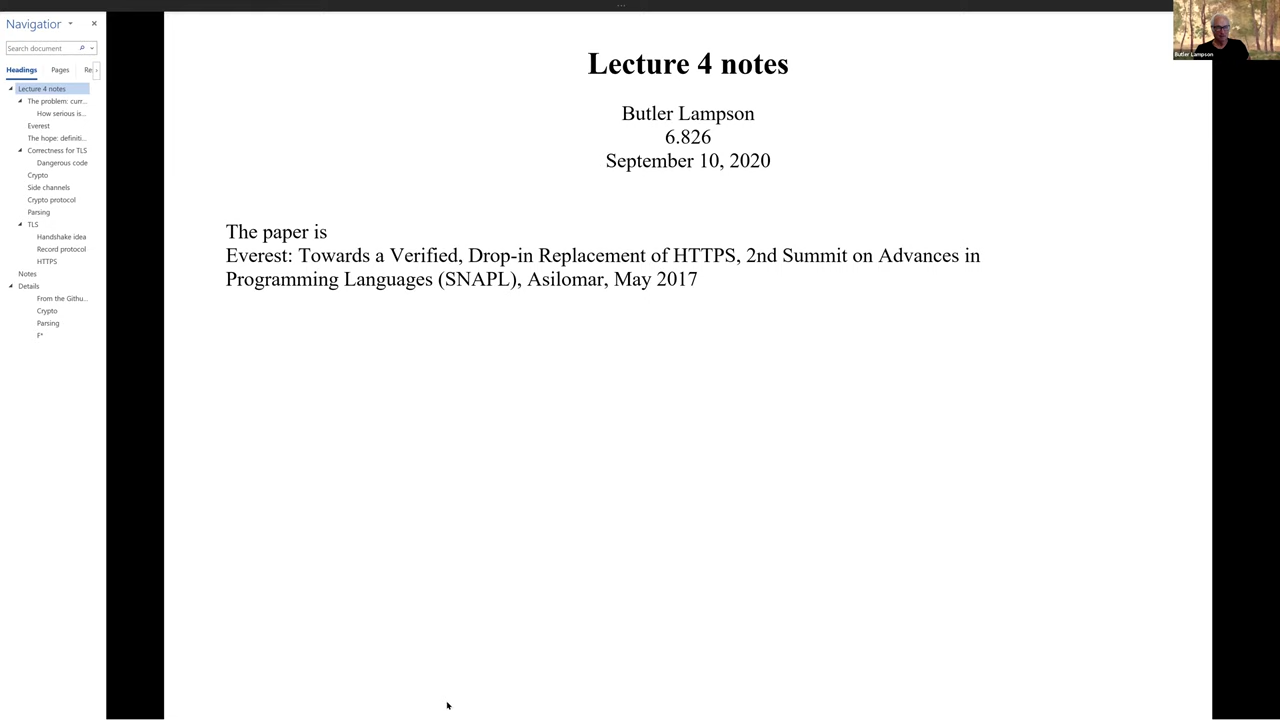 Navigation
Search document
Headings
Pages
Re
Lecture 4 notes
The problem: curr...
How serious is...
Everest
The hope: definiti...
Correctness for TLS
Dangerous code
Crypto
Side channels
Crypto protocol
Parsing
TLS
Handshake idea
Record protocol
HTTPS
Notes
Details
From the Githu...
Crypto
Parsing
F*
Lecture 4 notes
Butler Lampson
6.826
September 10, 2020
The paper is
Everest: Towards a Verified, Drop-in Replacement of HTTPS, 2nd Summit on Advances in
Programming Languages (SNAPL), Asilomar, May 2017
Butler Lampson